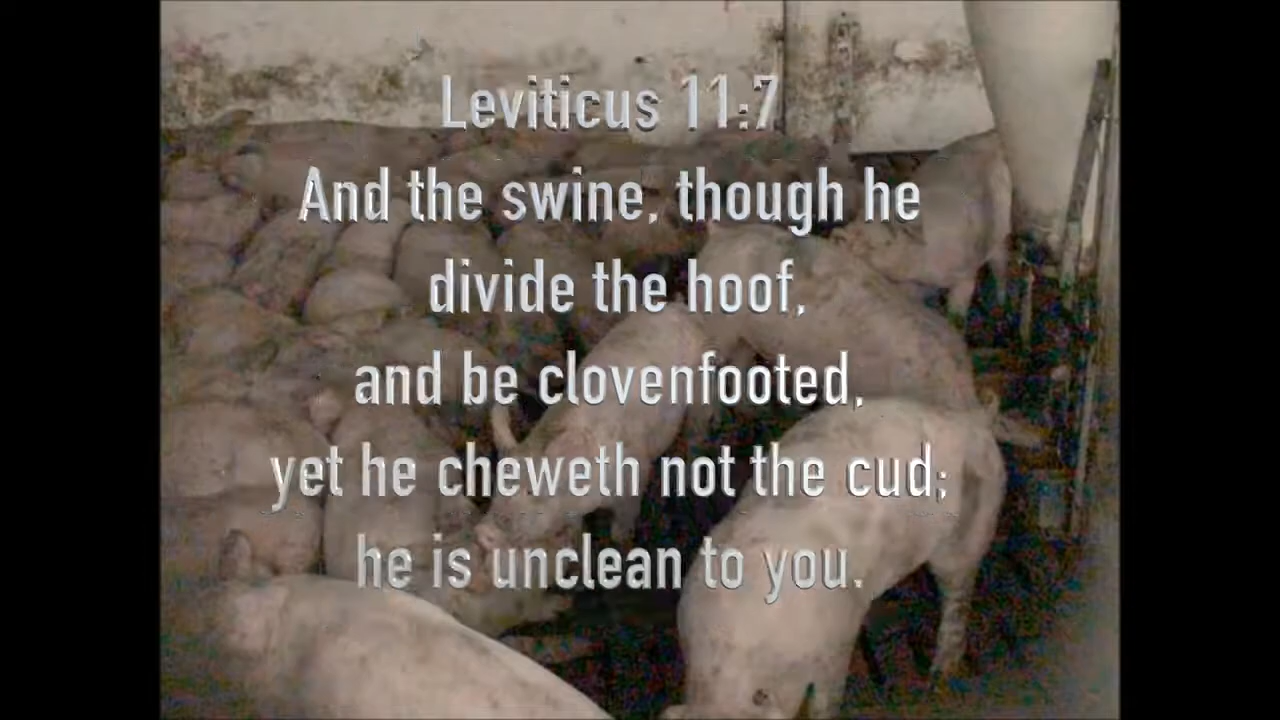 Leviticus 11:7
And the swine, though he
divide the hoof,
and be clovenfooted,
yet he cheweth not the cud;
he is unclean to you.